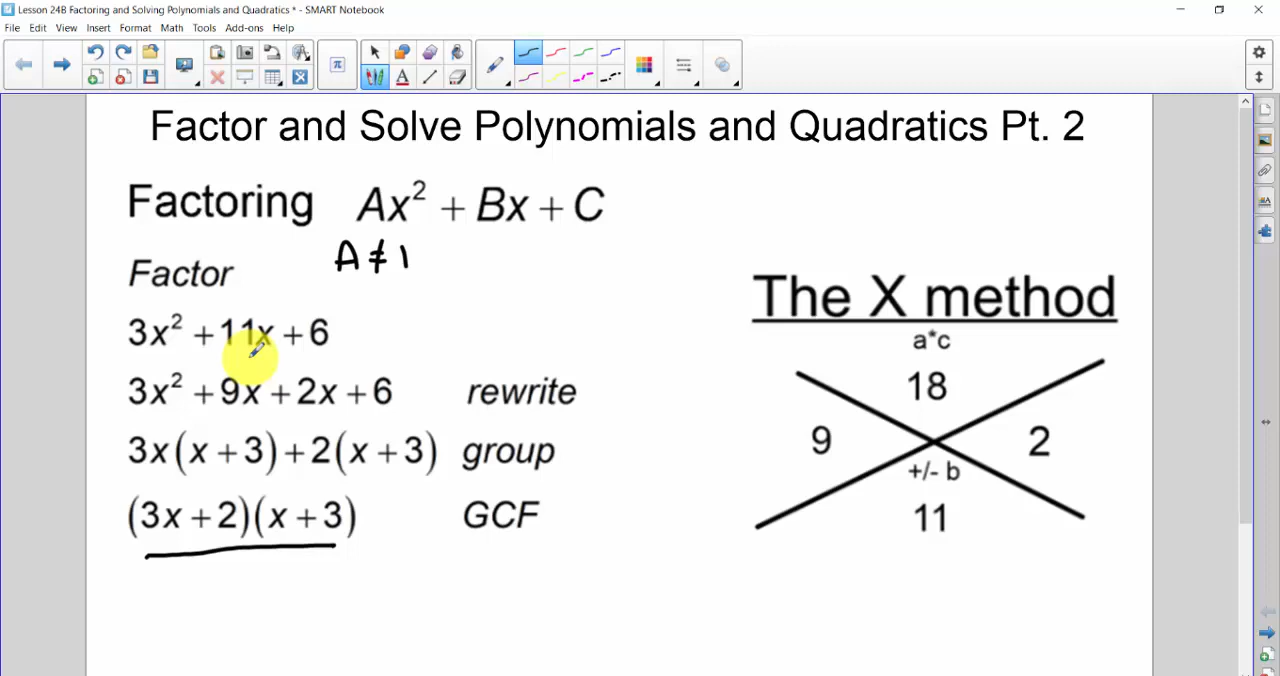 Lesson 24B Factoring and Solving Polynomials and Quadratics * - SMART Notebook
File Edit View Insert Format Math Tools Add-ons Help
Factor and Solve Polynomials and Quadratics Pt. 2
Factoring Ax² + Bx + C
A ≠ 1
Factor
3x² + 11x + 6
3x² + 9x + 2x + 6 rewrite
3x(x + 3) + 2(x + 3) group
(3x + 2)(x + 3) GCF
The X method
a*c
18
9 2
+/- b
11